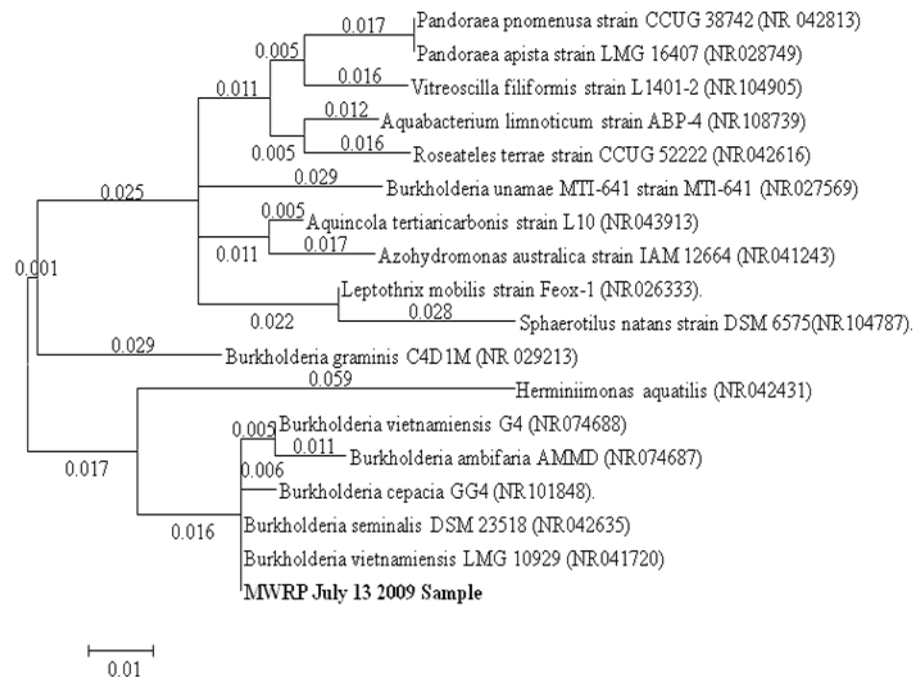 0.017
Pandoraea pnomenusa strain CCUG 38742 (NR 042813)
0.005
Pandoraea apista strain LMG 16407 (NR028749)
0.016
0.011
Vitreoscilla filiformis strain L1401-2 (NR104905)
0.012
Aquabacterium limnoticum strain ABP-4 (NR108739)
0.016
0.005
Roseateles terrae strain CCUG 52222 (NR042616)
0.029
0.025
Burkholderia unamae MTI-641 strain MTl-641 (NR027569)
0.005
Aquincola tertiaricarbonis strain L10 (NR043913)
0.017
0.011
Azohydromonas australica strain IAM 12664 (NR041243)
0.001
Leptothrix mobilis strain Feox-1 (NR026333).
0.028
0.022
Sphaerotilus natans strain DSM 6575(NR104787).
0.029
Burkholderia graminis C4D1M (NR 029213)
0.059
Herminiimonas aquatilis (NR042431)
0.005
Burkholderia vietnamiensis G4 (NR074688)
0.011
Burkholderia ambifaria AMMD (NR074687)
0.017
0.006
Burkholderia cepacia GG4 (NR101848).
0.016
Burkholderia seminalis DSM 23518 (NR042635)
Burkholderia vietnamiensis LMG 10929 (NR041720)
MWRP July 13 2009 Sample
0.01